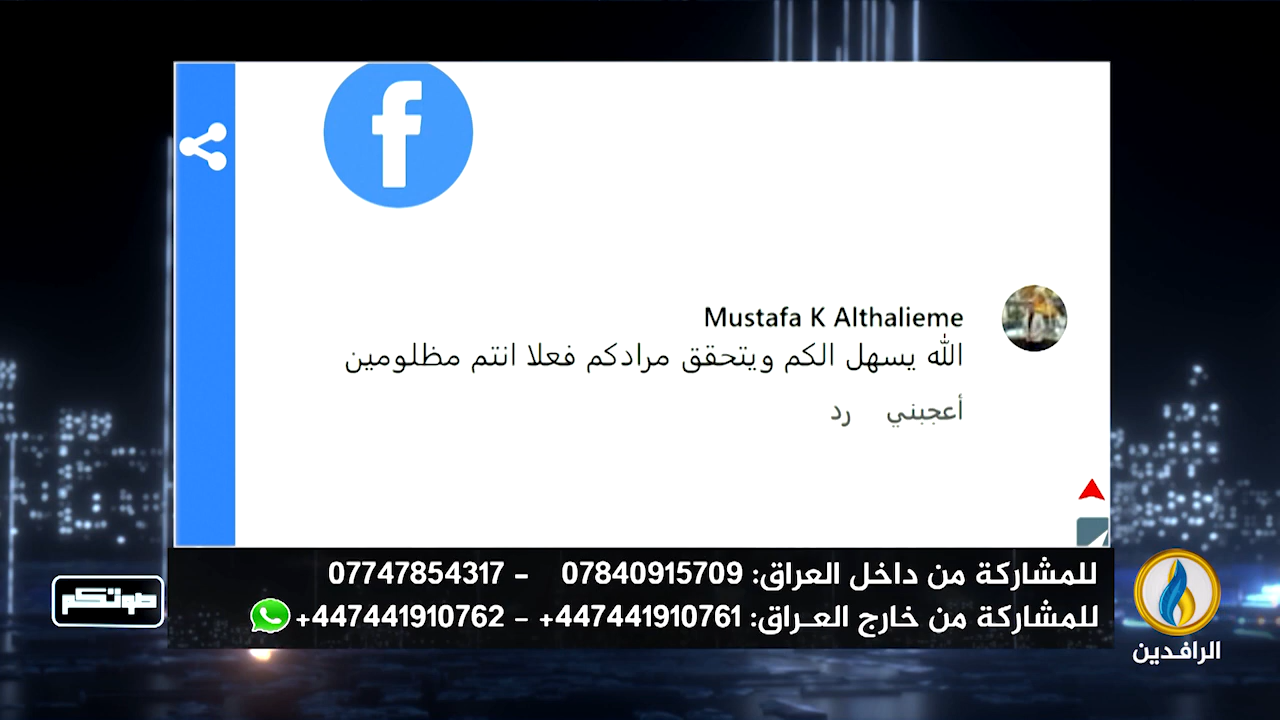 Mustafa K Althalieme
الله يسهل الكم ويتحقق مرادكم فعلا انتم مظلومين
أعجبني رد
للمشاركة من داخل العراق: 07840915709 - 07747854317
للمشاركة من خارج العـراق: 447441910761+ - 447441910762+
صوتكم
الرافدين